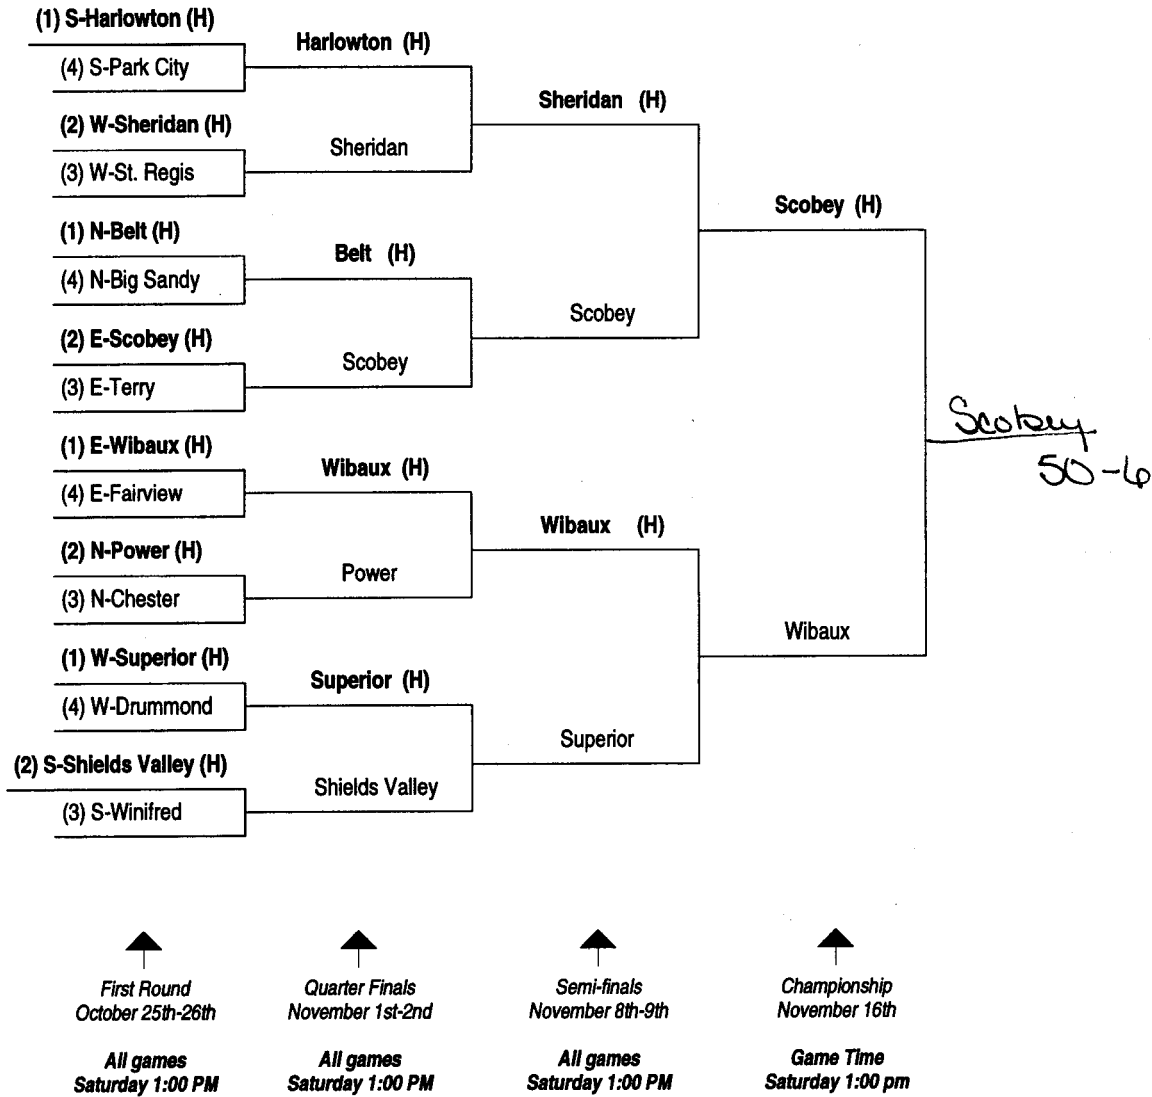 (1) S-Harlowton (H)
(4) S-Park City
(2) W-Sheridan (H)
(3) W-St. Regis
(1) N-Belt (H)
(4) N-Big Sandy
(2) E-Scobey (H)
(3) E-Terry
(1) E-Wibaux (H)
(4) E-Fairview
(2) N-Power (H)
(3) N-Chester
(1) W-Superior (H)
(4) W-Drummond
(2) S-Shields Valley (H)
(3) S-Winifred
Harlowton (H)
Sheridan
Belt (H)
Scobey
Wibaux (H)
Power
Superior (H)
Shields Valley
Sheridan (H)
Scobey
Wibaux (H)
Superior
Scobey (H)
Wibaux
Scobey
50-6
First Round
October 25th-26th
All games
Saturday 1:00 PM
Quarter Finals
November 1st-2nd
All games
Saturday 1:00 PM
Semi-finals
November 8th-9th
All games
Saturday 1:00 PM
Championship
November 16th
Game Time
Saturday 1:00 pm